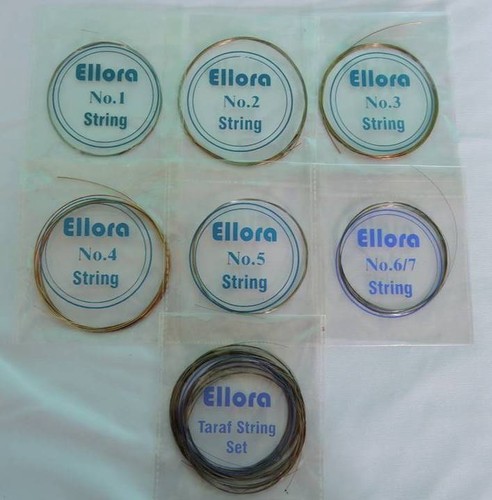 Ellora
No.1
String
Ellora
No.2
String
Ellora
No.3
String
Ellora
No.4
String
Ellora
No.5
String
Ellora
No.6/7
String
Ellora
Taraf String
Set